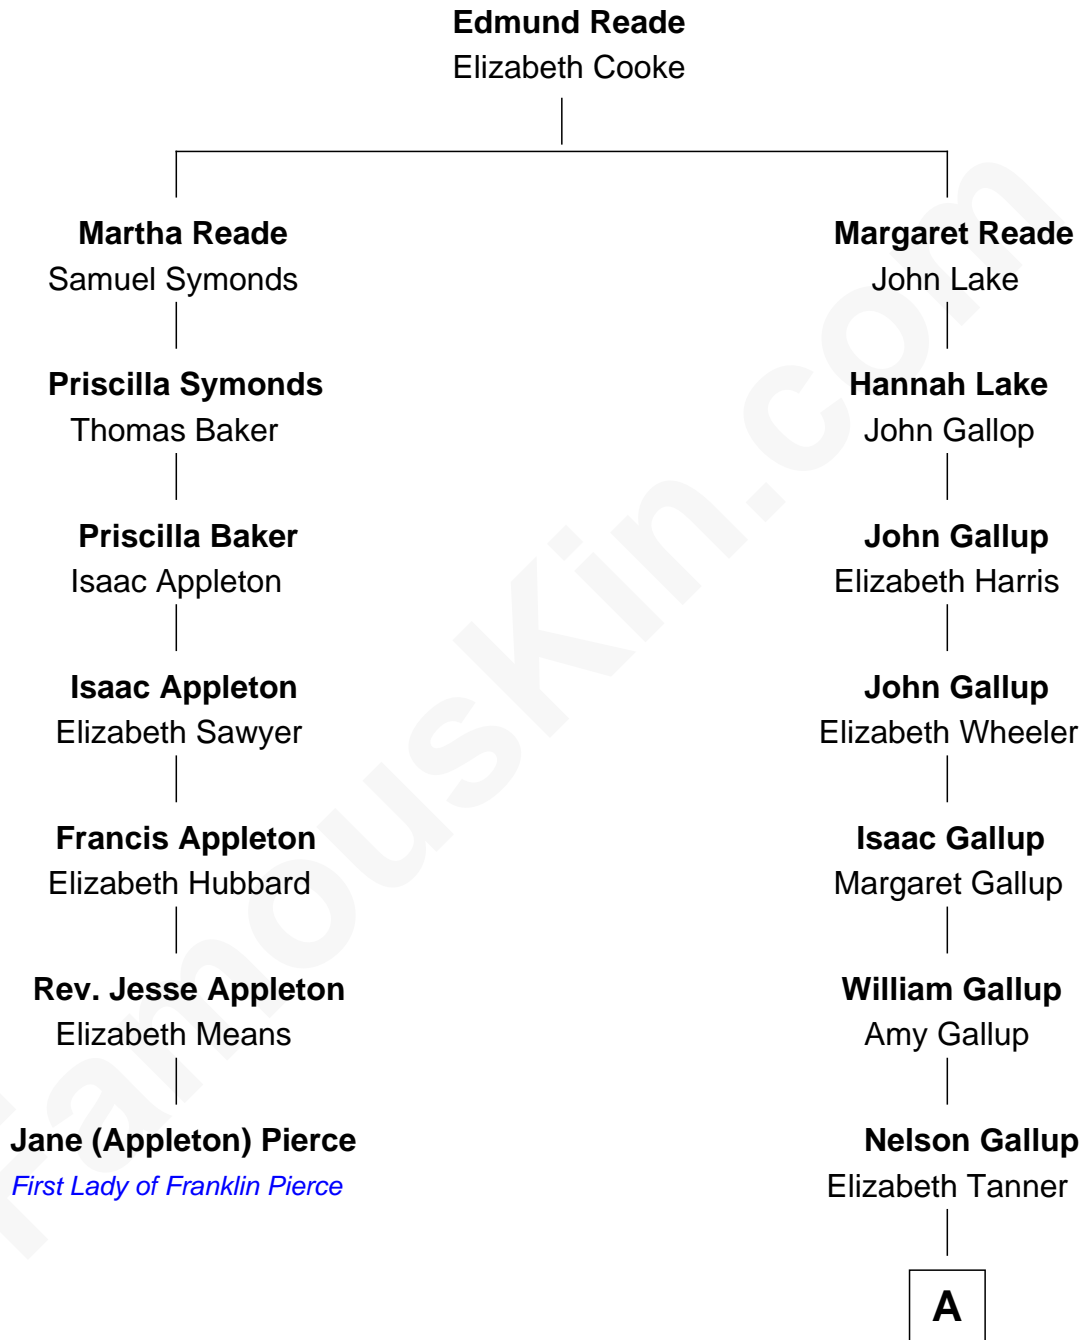 Edmund Reade
Elizabeth Cooke
Martha Reade
Samuel Symonds
Margaret Reade
John Lake
Priscilla Symonds
Thomas Baker
Hannah Lake
John Gallop
Priscilla Baker
Isaac Appleton
John Gallup
Elizabeth Harris
Isaac Appleton
Elizabeth Sawyer
John Gallup
Elizabeth Wheeler
Francis Appleton
Elizabeth Hubbard
Isaac Gallup
Margaret Gallup
Rev. Jesse Appleton
Elizabeth Means
William Gallup
Amy Gallup
Jane (Appleton) Pierce
First Lady of Franklin Pierce
Nelson Gallup
Elizabeth Tanner
A
FamousKin.com